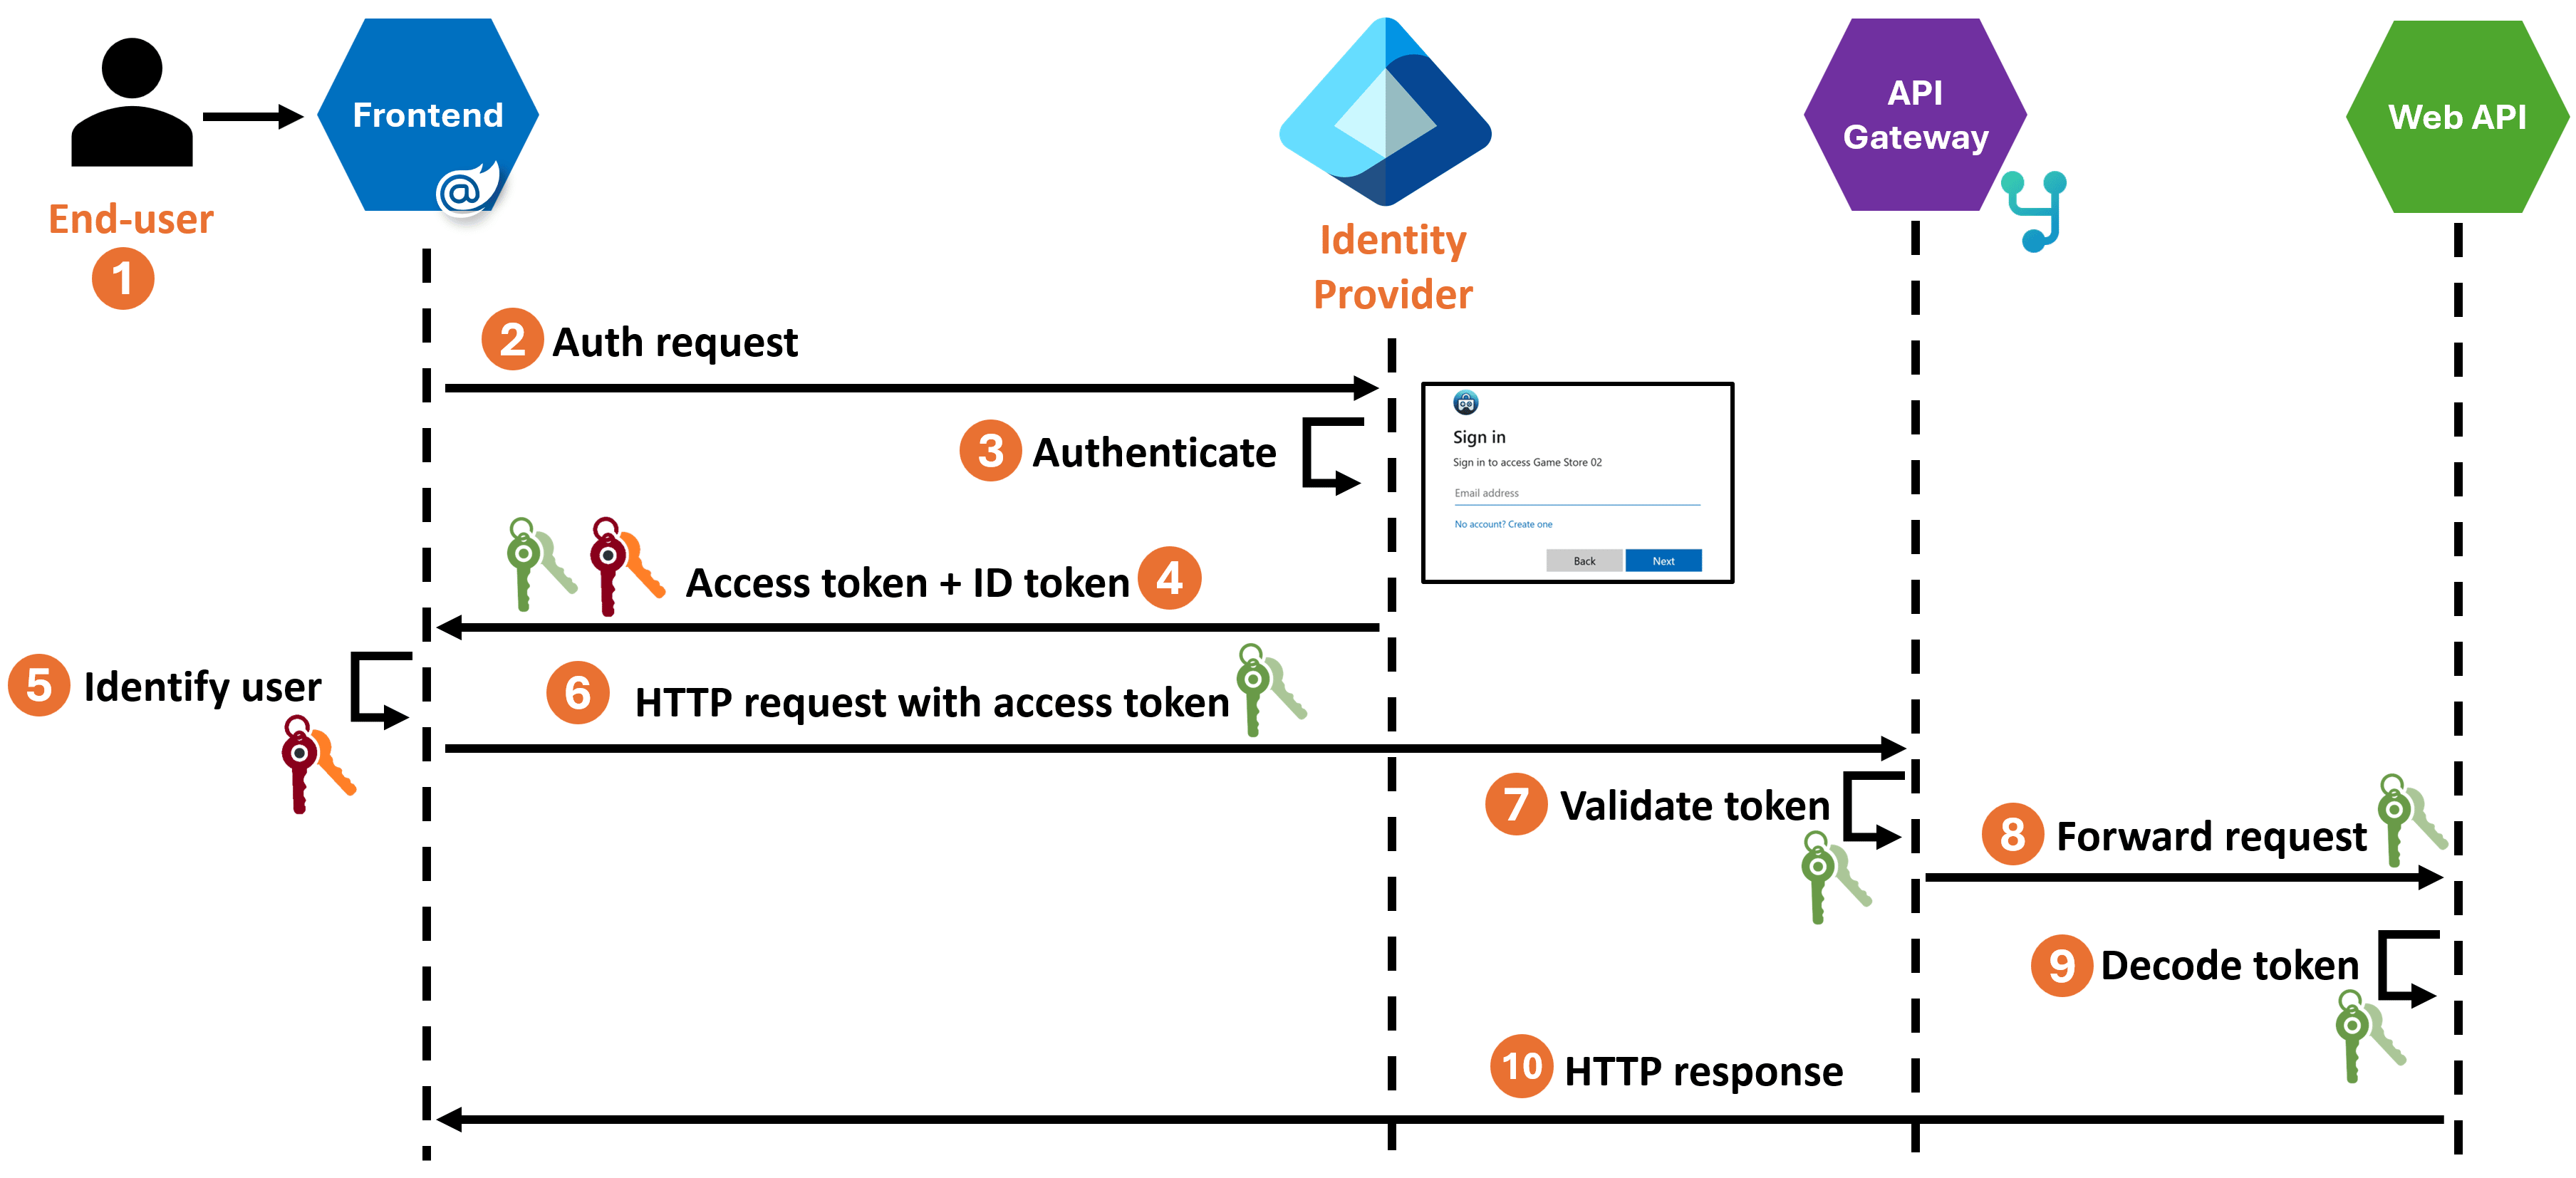 Frontend
API
Gateway
Web API
@
End-user
1
Identity
Provider
2 Auth request
3 Authenticate
Sign in
Sign in to access Game Store 02
Email address
No account? Create one
Back
Next
Access token + ID token 4
5 Identify user
6 HTTP request with access token
7 Validate token
8 Forward request
9 Decode token
10 HTTP response